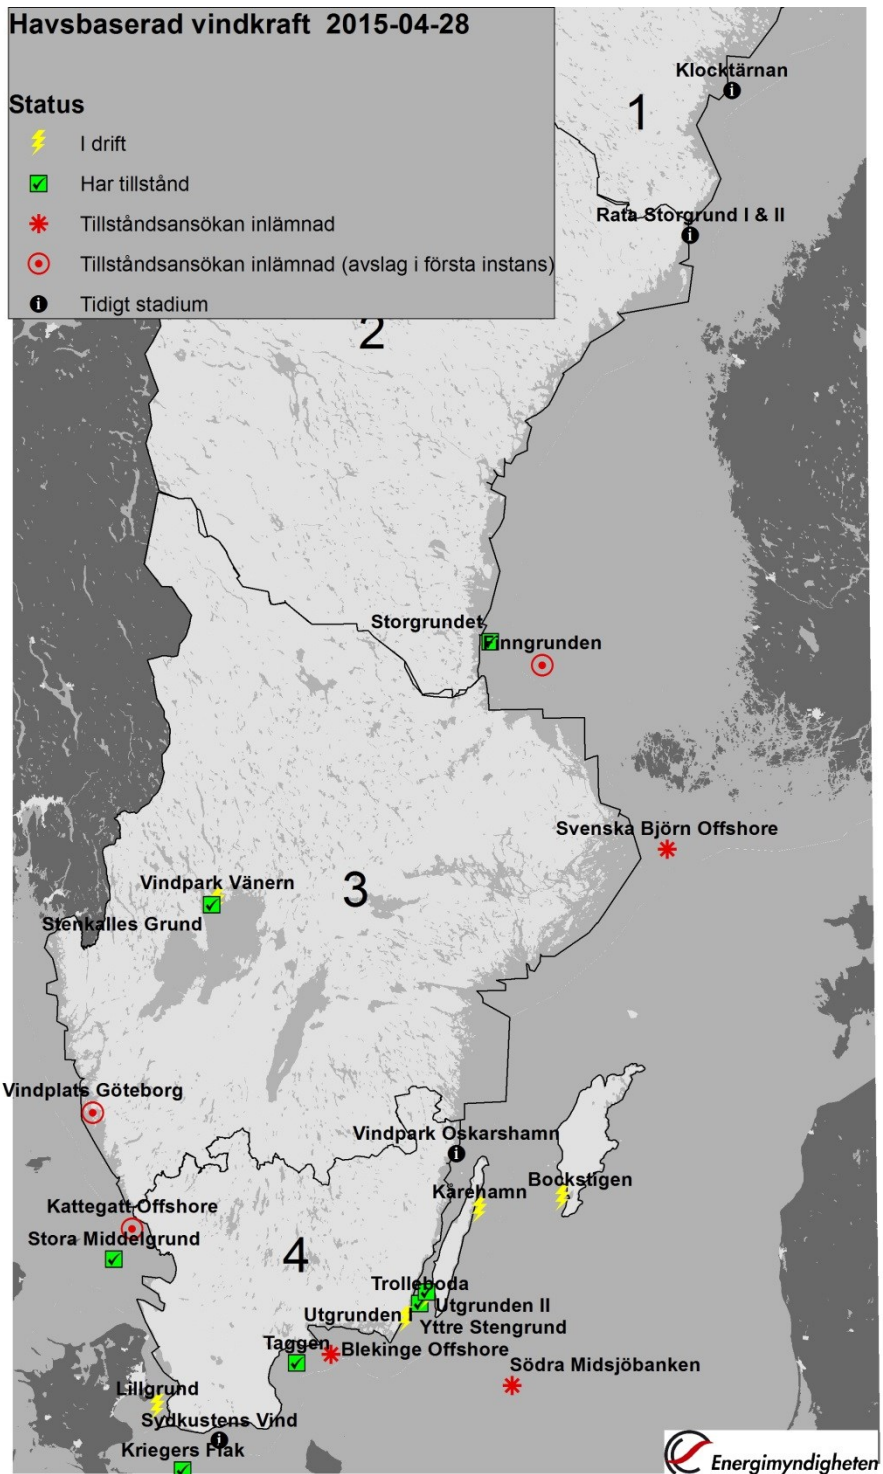 Havsbaserad vindkraft 2015-04-28
Status
I drift
Har tillstånd
Tillståndsansökan inlämnad
Tillståndsansökan inlämnad (avslag i första instans)
Tidigt stadium
Klocktärnan
1
Rata Storgrund I & II
2
Storgrundet
Finngrunden
Svenska Björn Offshore
Vindpark Vänern
3
Stenkalles Grund
Vindplats Göteborg
Vindpark Oskarshamn
Bockstigen
Kårehamn
Kattegatt Offshore
Stora Middelgrund
4
Trolleboda
Utgrunden I
Utgrunden II
Yttre Stengrund
Taggen
Blekinge Offshore
Södra Midsjöbanken
Lillgrund
Sydkustens Vind
Kriegers Flak
Energimyndigheten